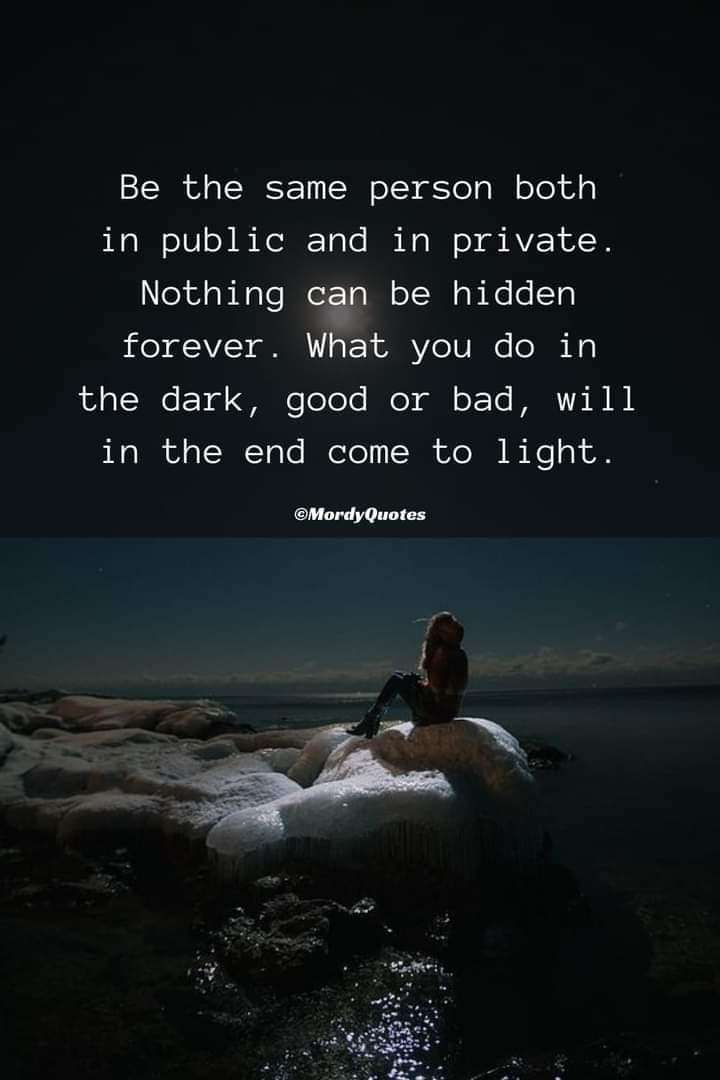 Be the same person both
in public and in private.
Nothing can be hidden
forever. What you do in
the dark, good or bad, will
in the end come to light.
©MordyQuotes